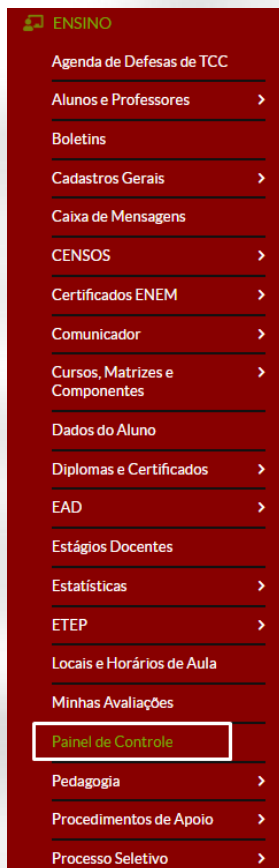 ENSINO
Agenda de Defesas de TCC
Alunos e Professores
Boletins
Cadastros Gerais
Caixa de Mensagens
CENSOS
Certificados ENEM
Comunicador
Cursos, Matrizes e
Componentes
Dados do Aluno
Diplomas e Certificados
EAD
Estágios Docentes
Estatísticas
ETEP
Locais e Horários de Aula
Minhas Avaliações
Painel de Controle
Pedagogia
Procedimentos de Apoio
Processo Seletivo